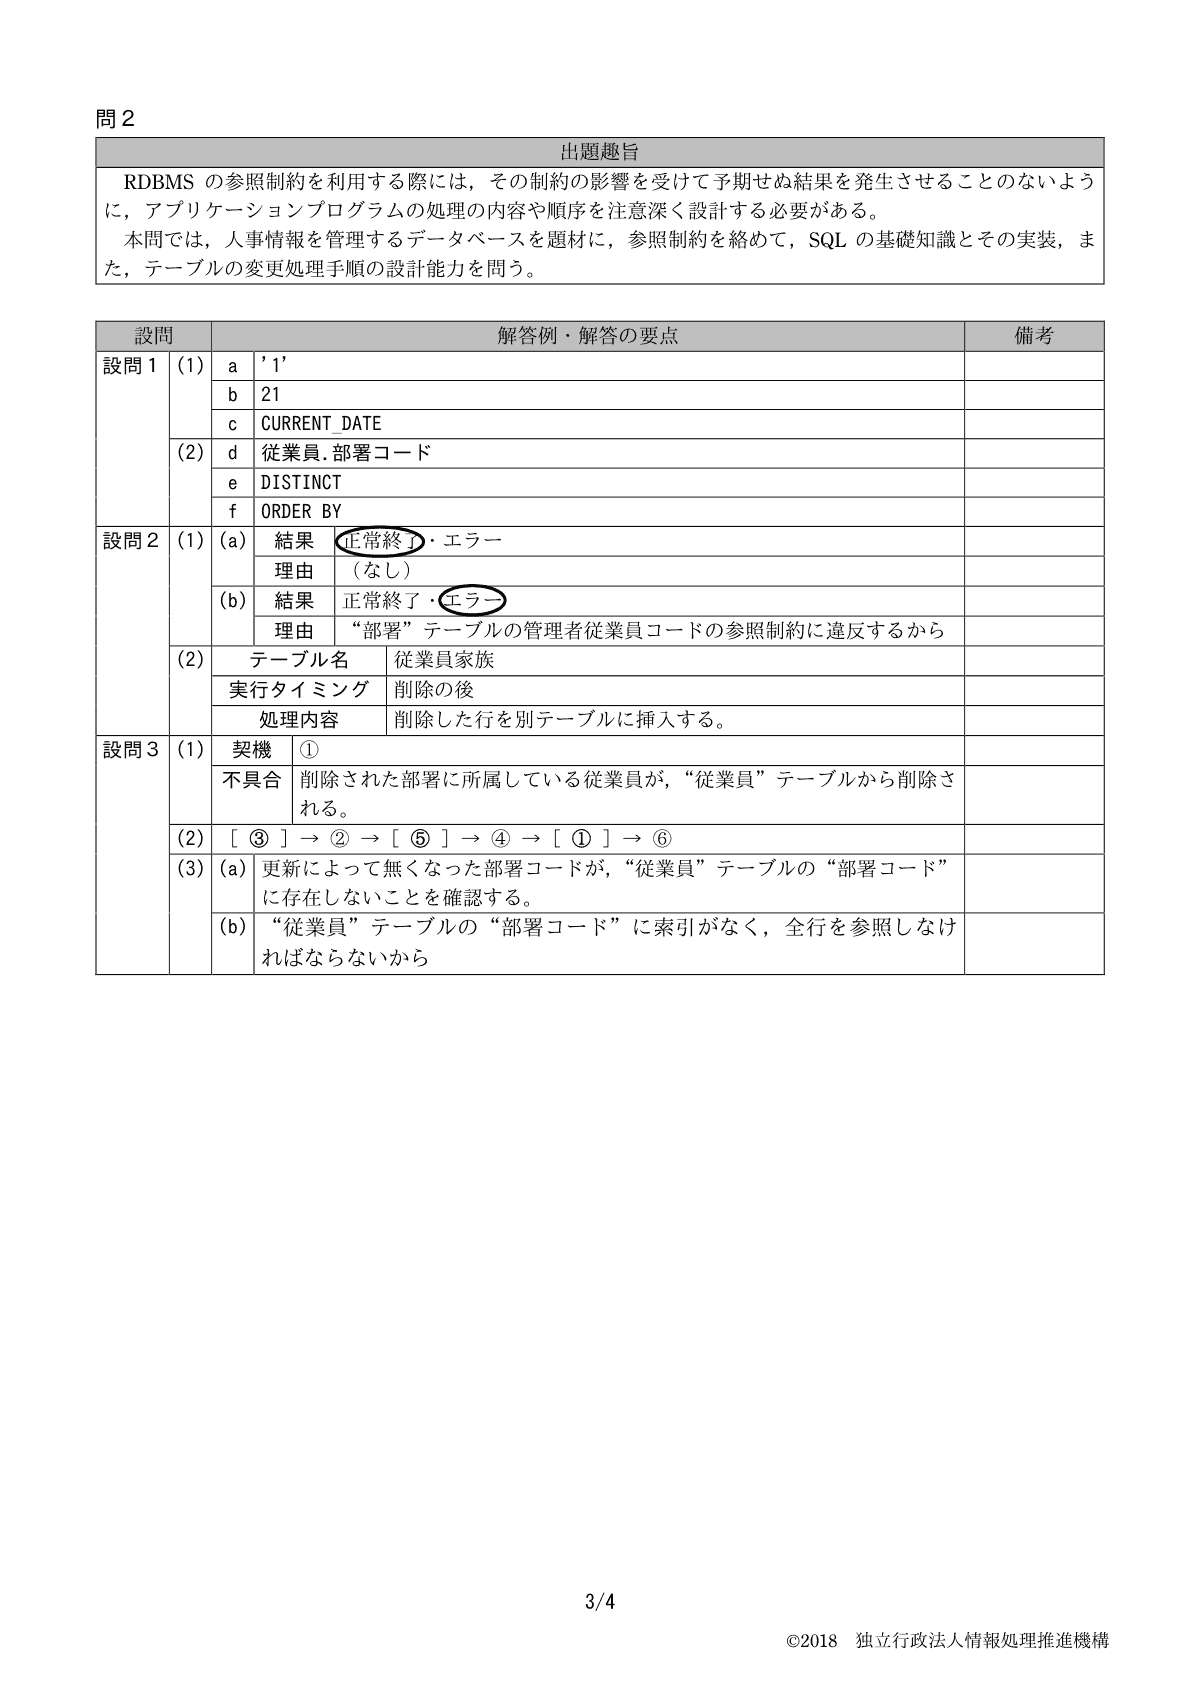 問２
出題趣旨
RDBMS の参照制約を利用する際には，その制約の影響を受けて予期せぬ結果を発生させることのないよう
に，アプリケーションプログラムの処理の内容や順序を注意深く設計する必要がある。
本問では，人事情報を管理するデータベースを題材に，参照制約を絡めて，SQL の基礎知識とその実装，ま
た，テーブルの変更処理手順の設計能力を問う。
設問 解答例・解答の要点 備考
設問１ (1) a ’1’
b 21
c CURRENT_DATE
(2) d 従業員.部署コード
e DISTINCT
f ORDER BY
設問２ (1) (a) 結果 正常終了・エラー
理由 （なし）
(b) 結果 正常終了・エラー
理由 “部署”テーブルの管理者従業員コードの参照制約に違反するから
(2) テーブル名 従業員家族
実行タイミング 削除の後
処理内容 削除した行を別テーブルに挿入する。
設問３ (1) 契機 ①
不具合 削除された部署に所属している従業員が，“従業員”テーブルから削除さ
れる。
(2) [ ③ ] → ② → [ ⑤ ] → ④ → [ ① ] → ⑥
(3) (a) 更新によって無くなった部署コードが，“従業員”テーブルの“部署コード”
に存在しないことを確認する。
(b) “従業員”テーブルの“部署コード”に索引がなく，全行を参照しなけ
ればならないから
3/4
©2018　独立行政法人情報処理推進機構